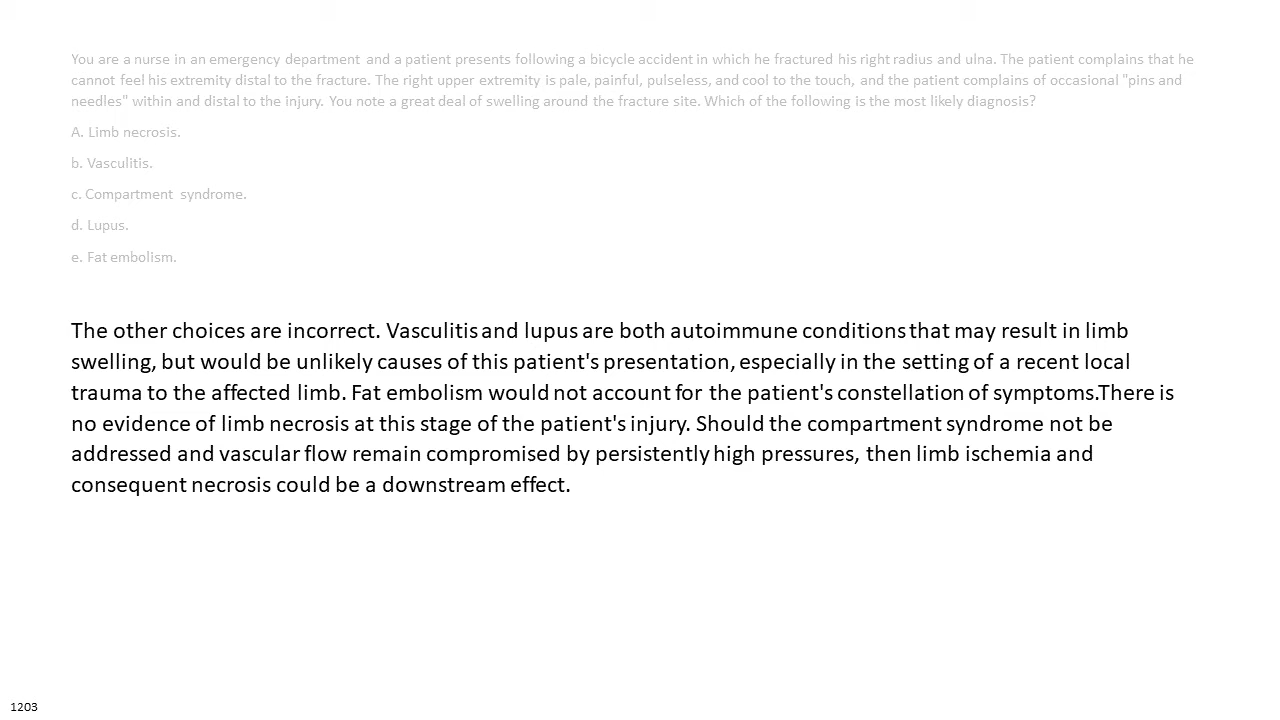 You are a nurse in an emergency department and a patient presents following a bicycle accident in which he fractured his right radius and ulna. The patient complains that he
cannot feel his extremity distal to the fracture. The right upper extremity is pale, painful, pulseless, and cool to the touch, and the patient complains of occasional "pins and
needles" within and distal to the injury. You note a great deal of swelling around the fracture site. Which of the following is the most likely diagnosis?
A. Limb necrosis.
b. Vasculitis.
c. Compartment syndrome.
d. Lupus.
e. Fat embolism.
The other choices are incorrect. Vasculitis and lupus are both autoimmune conditions that may result in limb
swelling, but would be unlikely causes of this patient's presentation, especially in the setting of a recent local
trauma to the affected limb. Fat embolism would not account for the patient's constellation of symptoms.There is
no evidence of limb necrosis at this stage of the patient's injury. Should the compartment syndrome not be
addressed and vascular flow remain compromised by persistently high pressures, then limb ischemia and
consequent necrosis could be a downstream effect.
1203